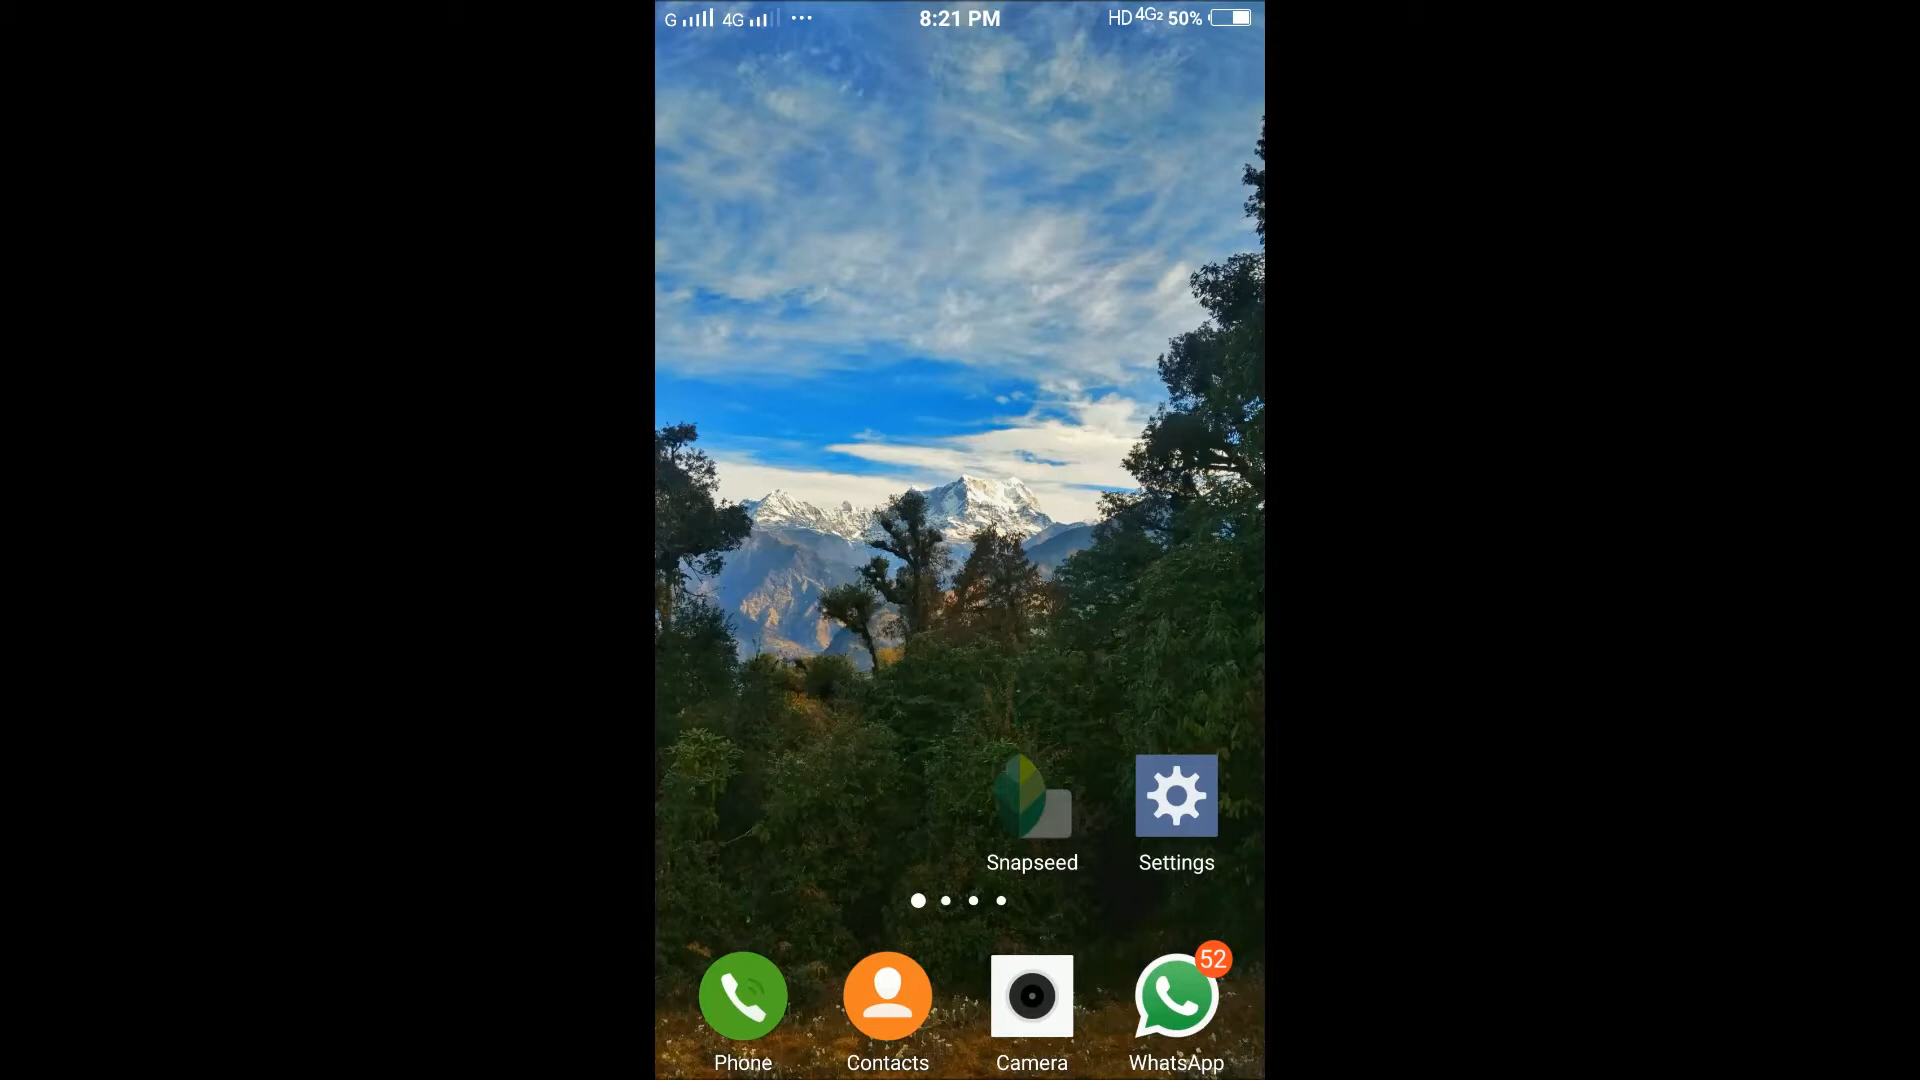 G 4G ... 8:21 PM HD 4G2 50%
Snapseed Settings
52
Phone Contacts Camera WhatsApp